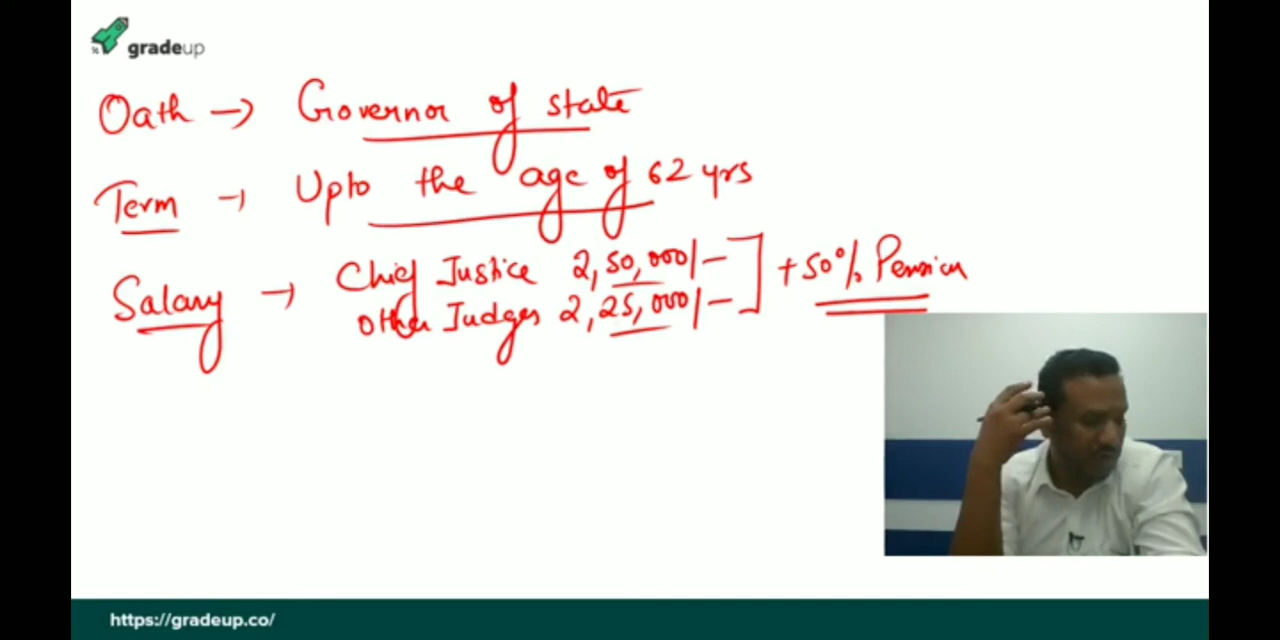 gradeup
Oath → Governor of state
Term → Upto the age of 62 yrs
Salary → Chief Justice 2,50,000/-
Other Judges 2,25,000/-
+50% Pension
https://gradeup.co/